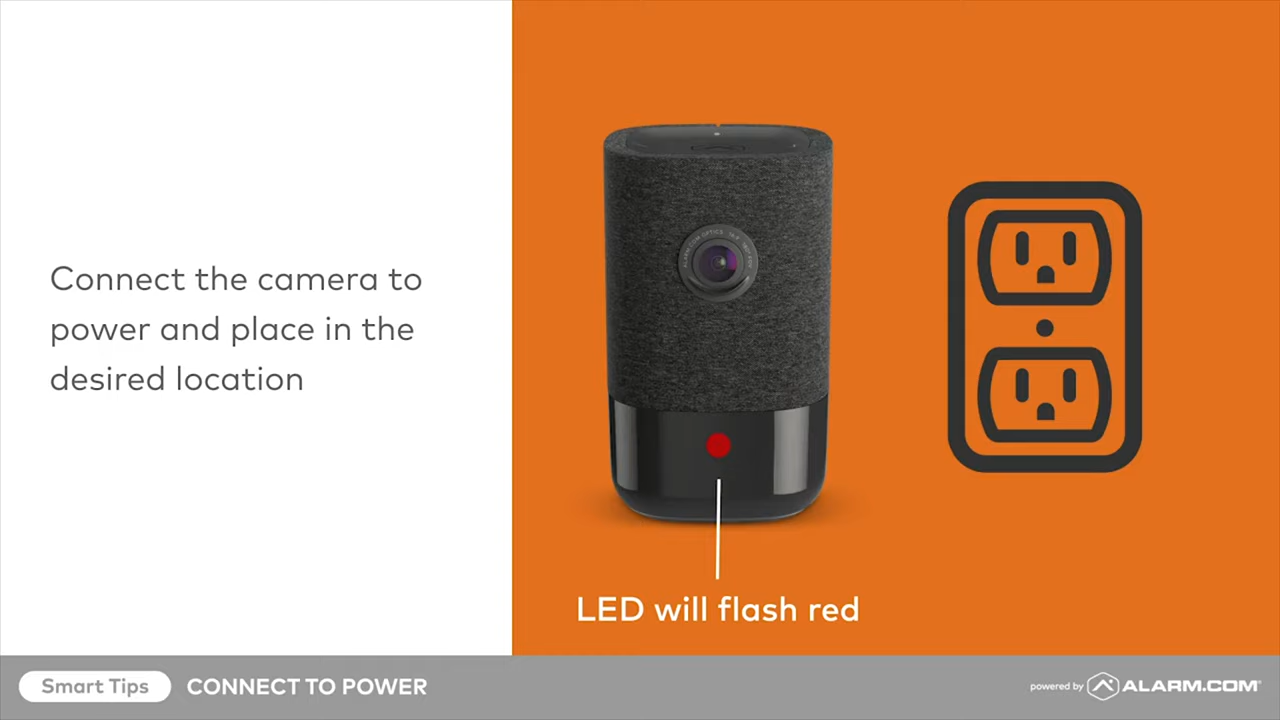 Connect the camera to
power and place in the
desired location
LED will flash red
Smart Tips
CONNECT TO POWER
powered by ALARM.COM